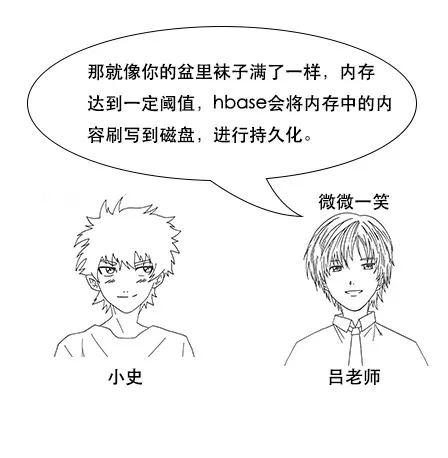 那就像你的盆里袜子满了一样，内存
达到一定阈值，hbase会将内存中的内
容刷写到磁盘，进行持久化。
微微一笑
小史
吕老师